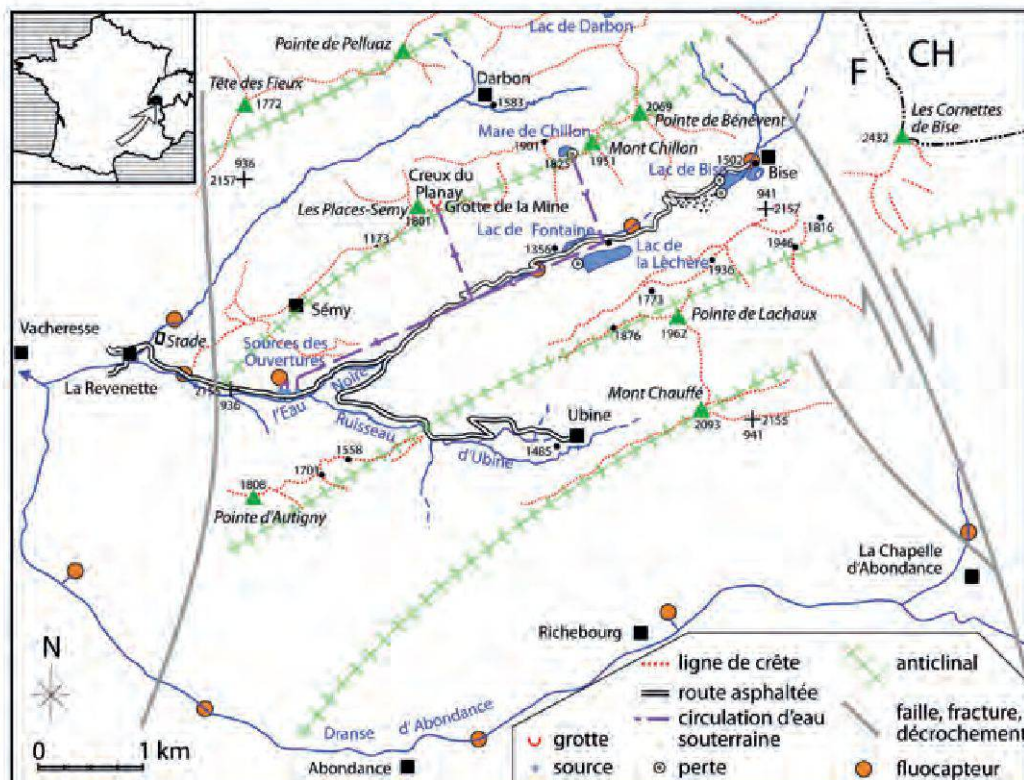 Lac de Darbon
CH
F
Pointe de Pelluaz
Tête des Fieux
1772
Darbon
1583
2069
Pointe de Bénévent
Les Cornettes
de Bise
2432
Mare de Chillon
1901
Mont Chillon
1951
1825
936
2157
Lac de Bise
1502
Bise
941
2157
Creux du
Planay
Les Places-Semy
1801
Grotte de la Mine
1173
Lac de Fontaine
1356
Lac de
la Lèchère
1816
1946
1936
1773
Sémy
Pointe de Lachaux
1962
1876
Vacheresse
Stade
Sources des
Ouvertures
La Revenette
2155
936
l'Eau
Noire
Ruisseau
d'Ubine
Ubine
1485
Mont Chauffé
2093
2155
941
1558
1701
1808
Pointe d'Autigny
La Chapelle
d'Abondance
Richebourg
N
0
1 km
Dranse d'Abondance
Abondance
ligne de crête
route asphaltée
circulation d'eau
souterraine
grotte
source
perte
anticlinal
faille, fracture,
décrochement
fluocapteur